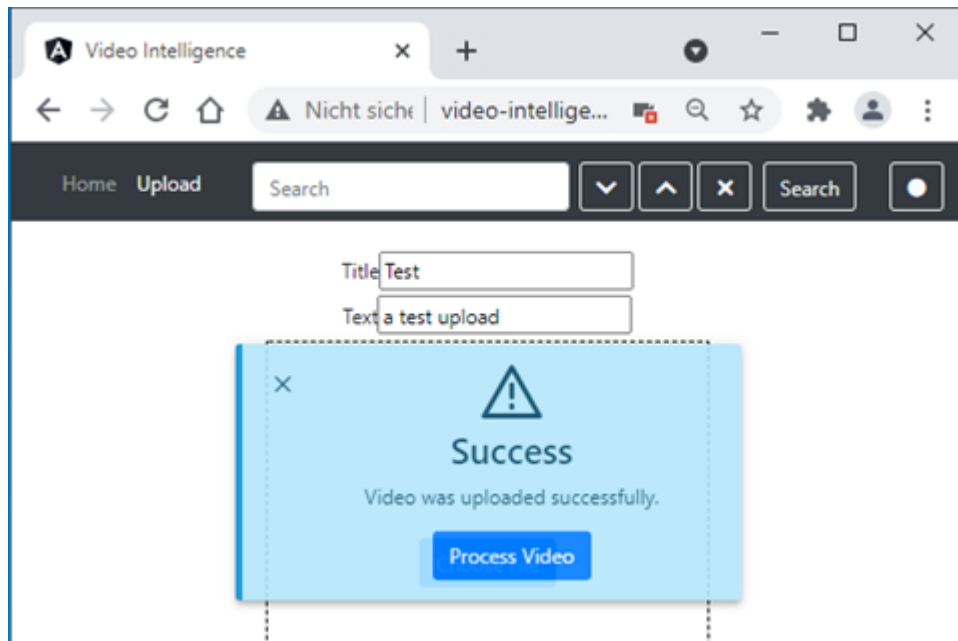 Video Intelligence
Nicht siche video-intellige...
Home Upload Search Search
Title Test
Text a test upload
Success
Video was uploaded successfully.
Process Video